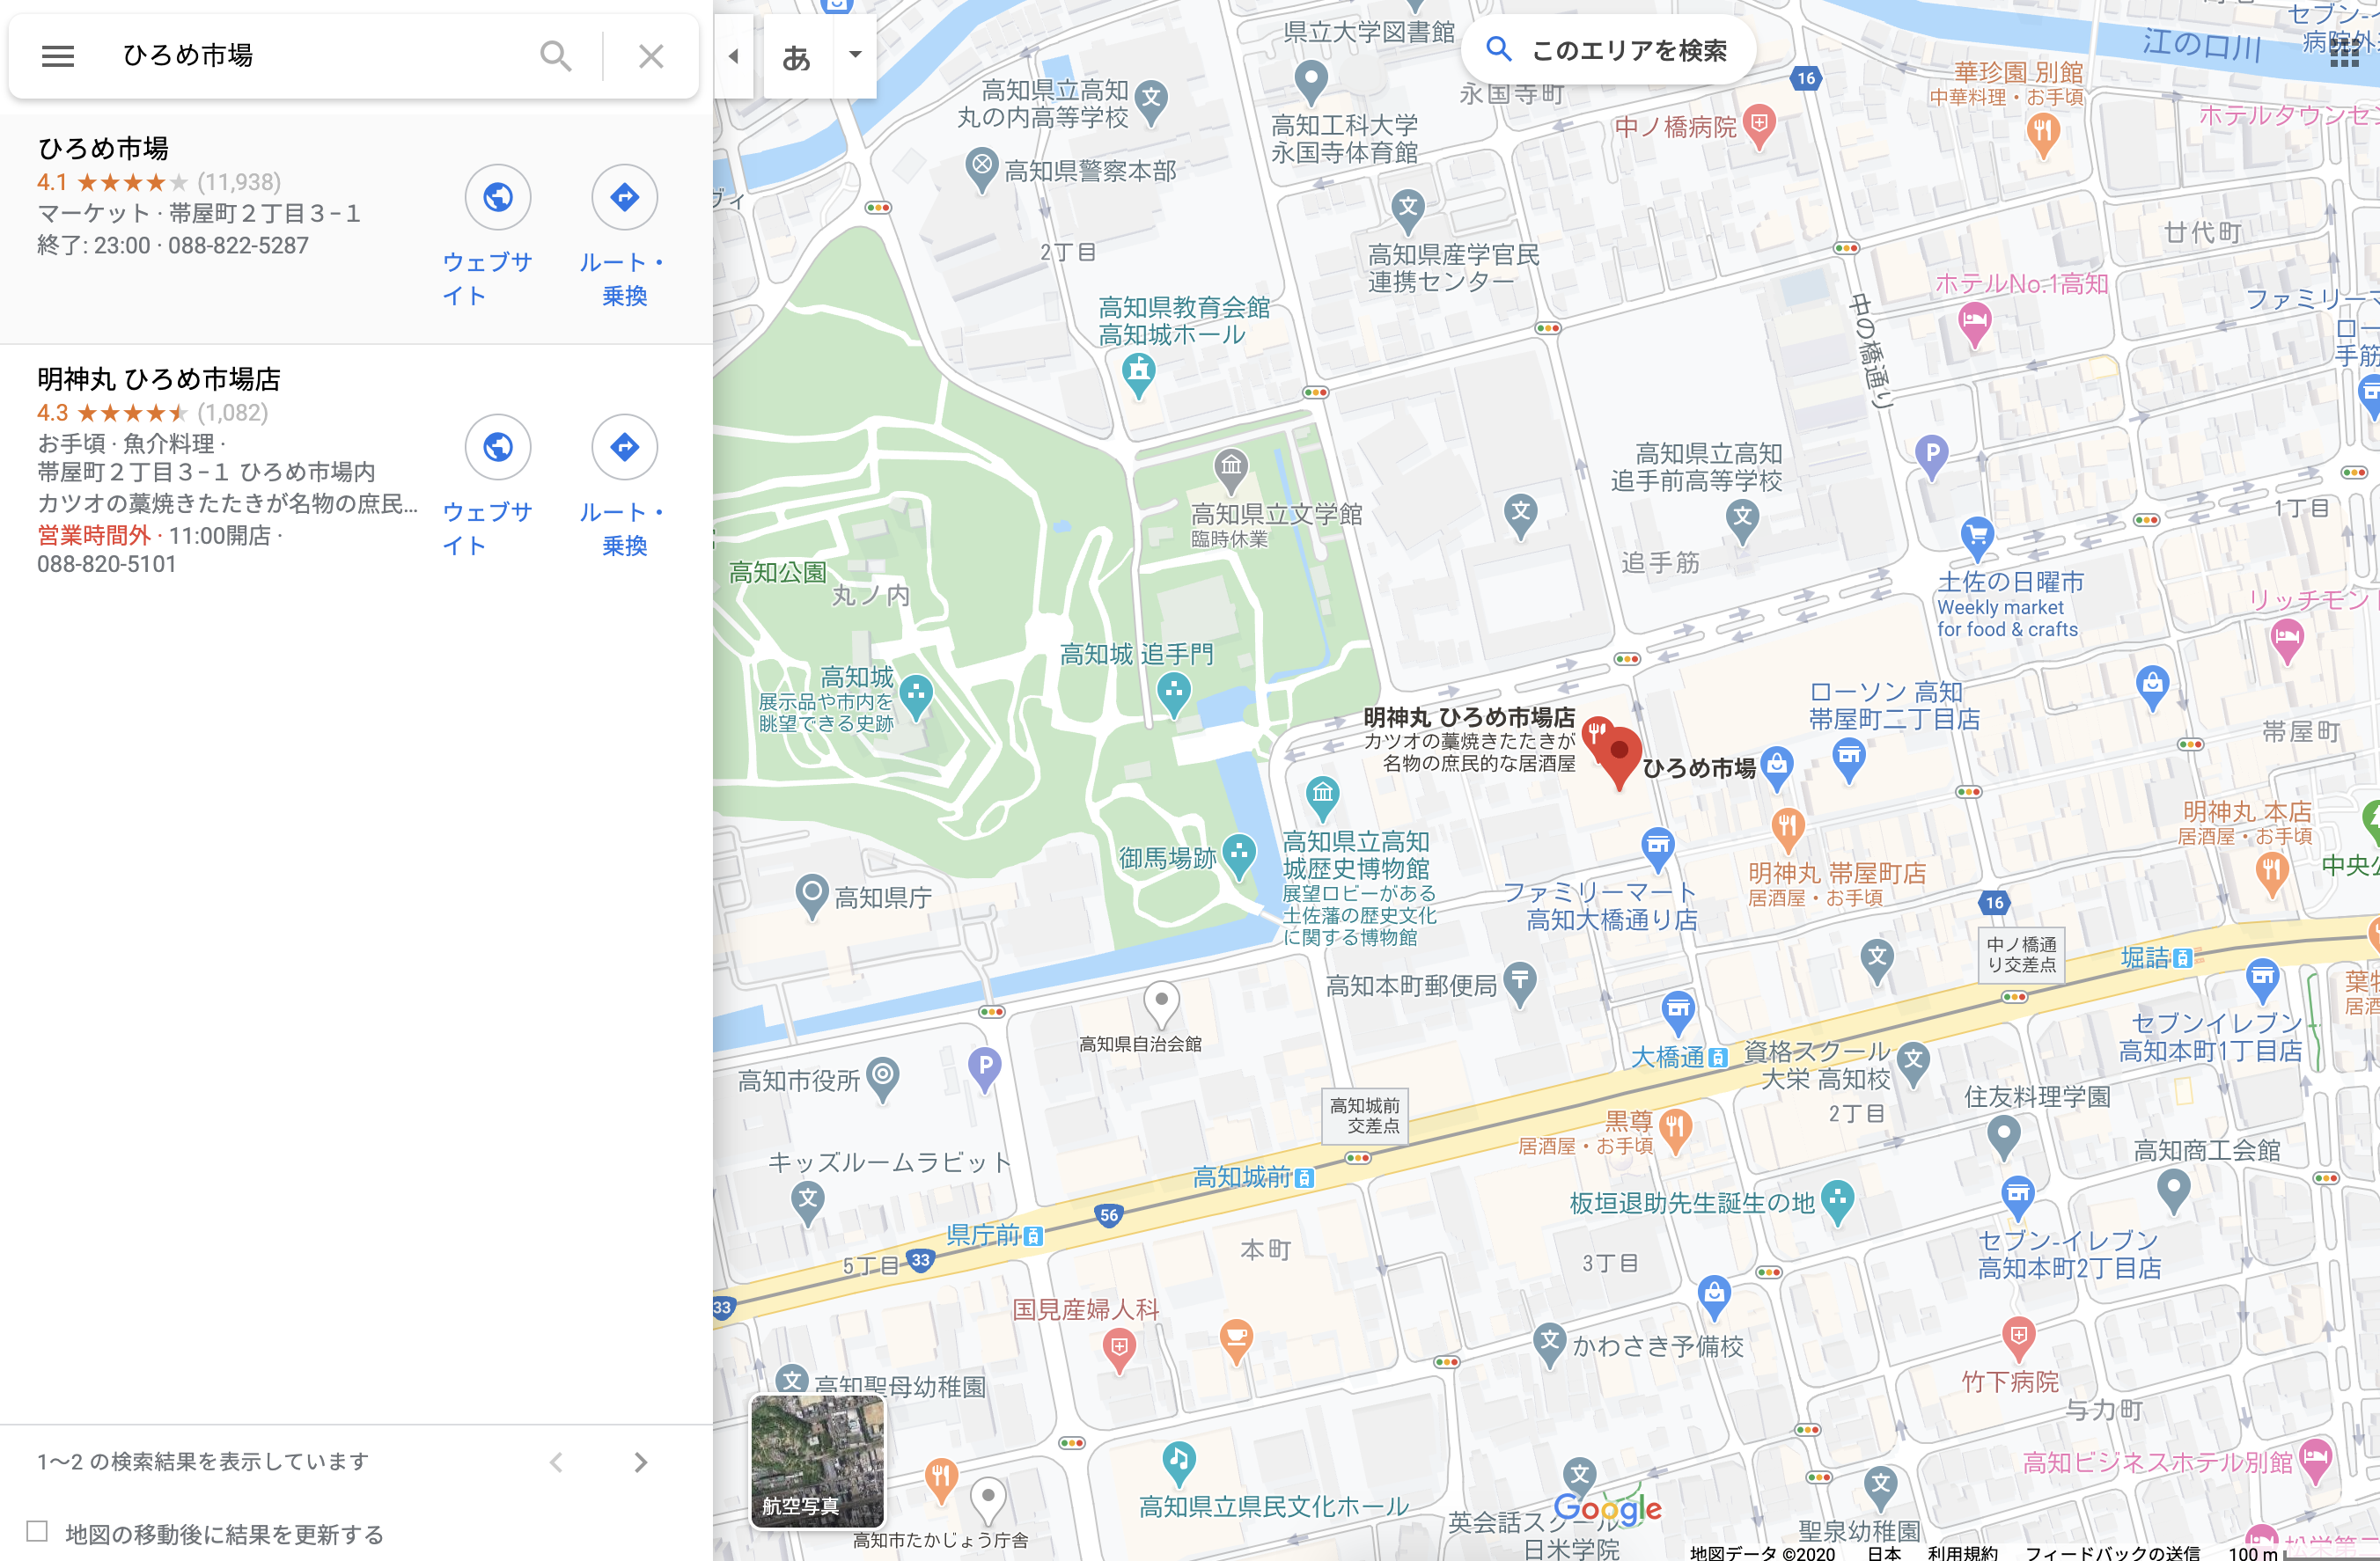 ひろめ市場
ひろめ市場
4.1 ★★★★★ (11,938)
マーケット · 帯屋町２丁目３−１
終了: 23:00 · 088-822-5287
ウェブサ
イト
ルート・
乗換
明神丸 ひろめ市場店
4.3 (1,082)
お手頃 · 魚介料理 ·
帯屋町２丁目３−１ ひろめ市場内
カツオの藁焼きたたきが名物の庶民...
営業時間外 · 11:00開店 ·
088-820-5101
ウェブサ
イト
ルート・
乗換
1～2 の検索結果を表示しています
地図の移動後に結果を更新する
あ
このエリアを検索
県立大学図書館
江の口川
セブン-イ
病院外
高知県立高知
丸の内高等学校
高知県警察本部
2丁目
高知工科大学
永国寺体育館
永国寺町
中ノ橋病院
16
華珍園 別館
中華料理・お手頃
ホテルタウンセン
高知県産学官民
連携センター
廿代町
ホテルNo.1高知
ファミリーマ
ロー
手筋
中の橋通り
高知県教育会館
高知城ホール
高知県立文学館
臨時休業
高知県立高知
追手前高等学校
P
追手筋
1丁目
土佐の日曜市
Weekly market
for food & crafts
リッチモンド
高知公園
丸ノ内
高知城 追手門
高知城
展示品や市内を
眺望できる史跡
明神丸 ひろめ市場店
カツオの藁焼きたたきが
名物の庶民的な居酒屋
ひろめ市場
ローソン 高知
帯屋町二丁目店
帯屋町
明神丸 本店
居酒屋・お手頃
中央公
御馬場跡
高知県立高知
城歴史博物館
展望ロビーがある
土佐藩の歴史文化
に関する博物館
ファミリーマート
高知大橋通り店
明神丸 帯屋町店
居酒屋・お手頃
16
中ノ橋通
り交差点
堀詰
高知県庁
高知本町郵便局
高知県自治会館
高知市役所
P
大橋通
資格スクール
大栄 高知校
セブンイレブン
高知本町1丁目店
2丁目
住友料理学園
高知城前
交差点
黒尊
居酒屋・お手頃
高知商工会館
キッズルームラビット
高知城前
板垣退助先生誕生の地
56
県庁前
33
5丁目
本町
3丁目
セブン-イレブン
高知本町2丁目店
33
国見産婦人科
かわさき予備校
竹下病院
与力町
高知聖母幼稚園
航空写真
高知県立県民文化ホール
高知市たかじょう庁舎
高知ビジネスホテル別館
英会話スクール
日米学院
Google
聖泉幼稚園
地図データ ©2020 日本 利用規約 フィードバックの送信 100 m